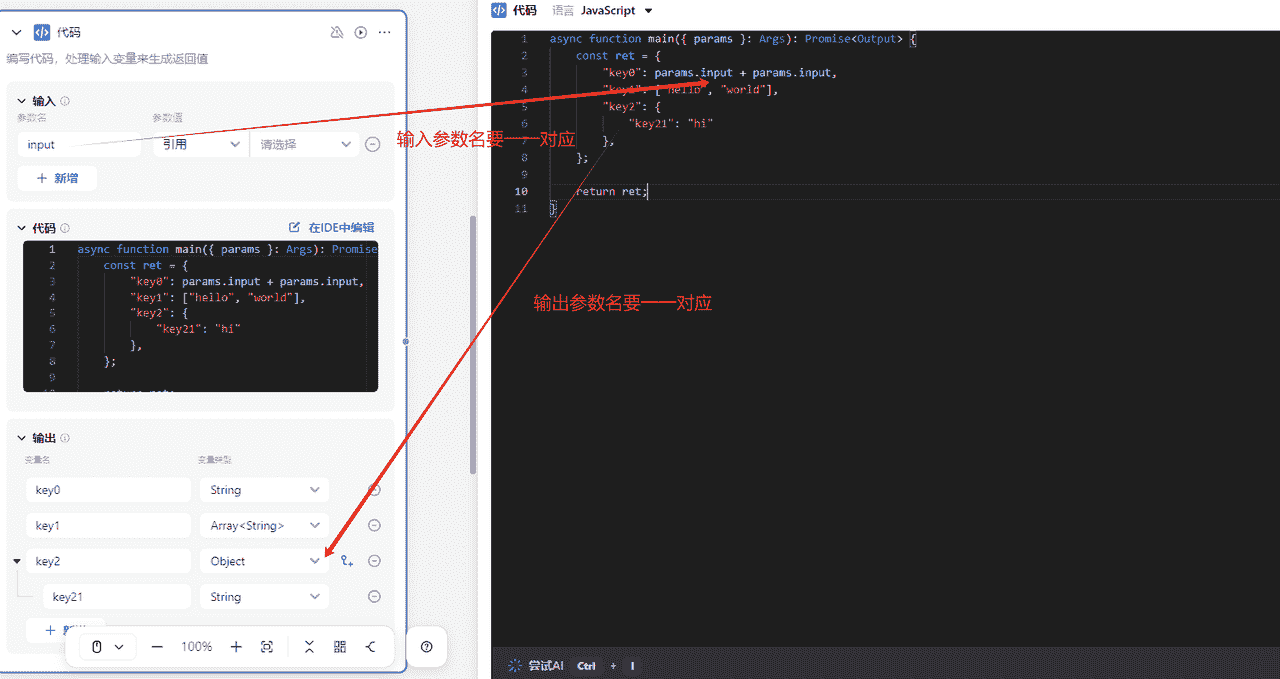 代码
编写代码，处理输入变量来生成返回值
输入
参数名 参数值
input 引用 请选择
+ 新增
代码 在IDE中编辑
1 async function main({ params }: Args): Promise
2 const ret = {
3 "key0": params.input + params.input,
4 "key1": ["hello", "world"],
5 "key2": {
6 "key21": "hi"
7 },
8 };
9
输出
变量名 变量类型
key0 String
key1 Array<String>
key2 Object
key21 String
+
100%
代码 语言 JavaScript
1 async function main({ params }: Args): Promise<Output> {
2 const ret = {
3 "key0": params.input + params.input,
4 "key1": ["hello", "world"],
5 "key2": {
6 "key21": "hi"
7 },
8 };
9
10 return ret;
11 }
输入参数名要一一对应
输出参数名要一一对应
尝试AI Ctrl + I